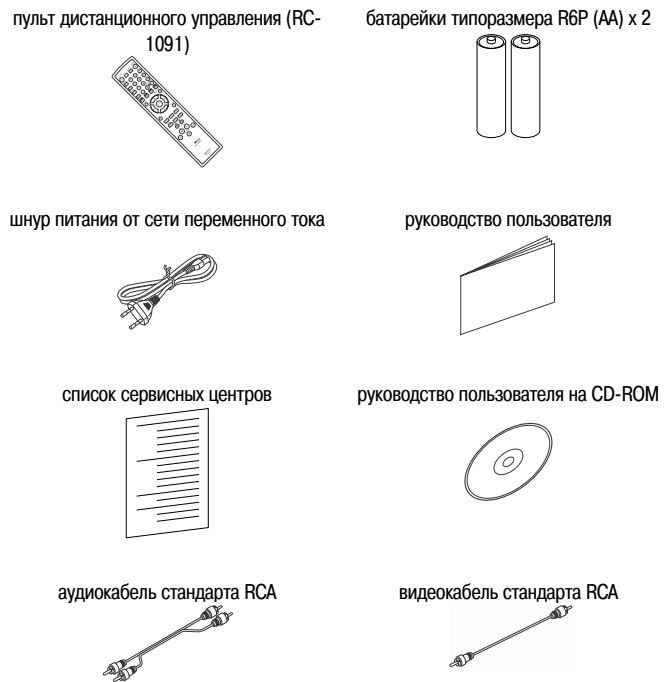 пульт дистанционного управления (RC-
1091)
батарейки типоразмера R6P (AA) x 2
шнур питания от сети переменного тока
руководство пользователя
список сервисных центров
руководство пользователя на CD-ROM
аудиокабель стандарта RCA
видеокабель стандарта RCA